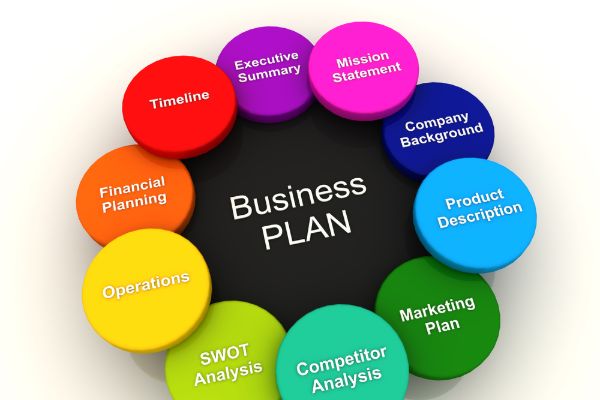 Business
PLAN
Executive
Summary
Mission
Statement
Company
Background
Product
Description
Marketing
Plan
Competitor
Analysis
SWOT
Analysis
Operations
Financial
Planning
Timeline